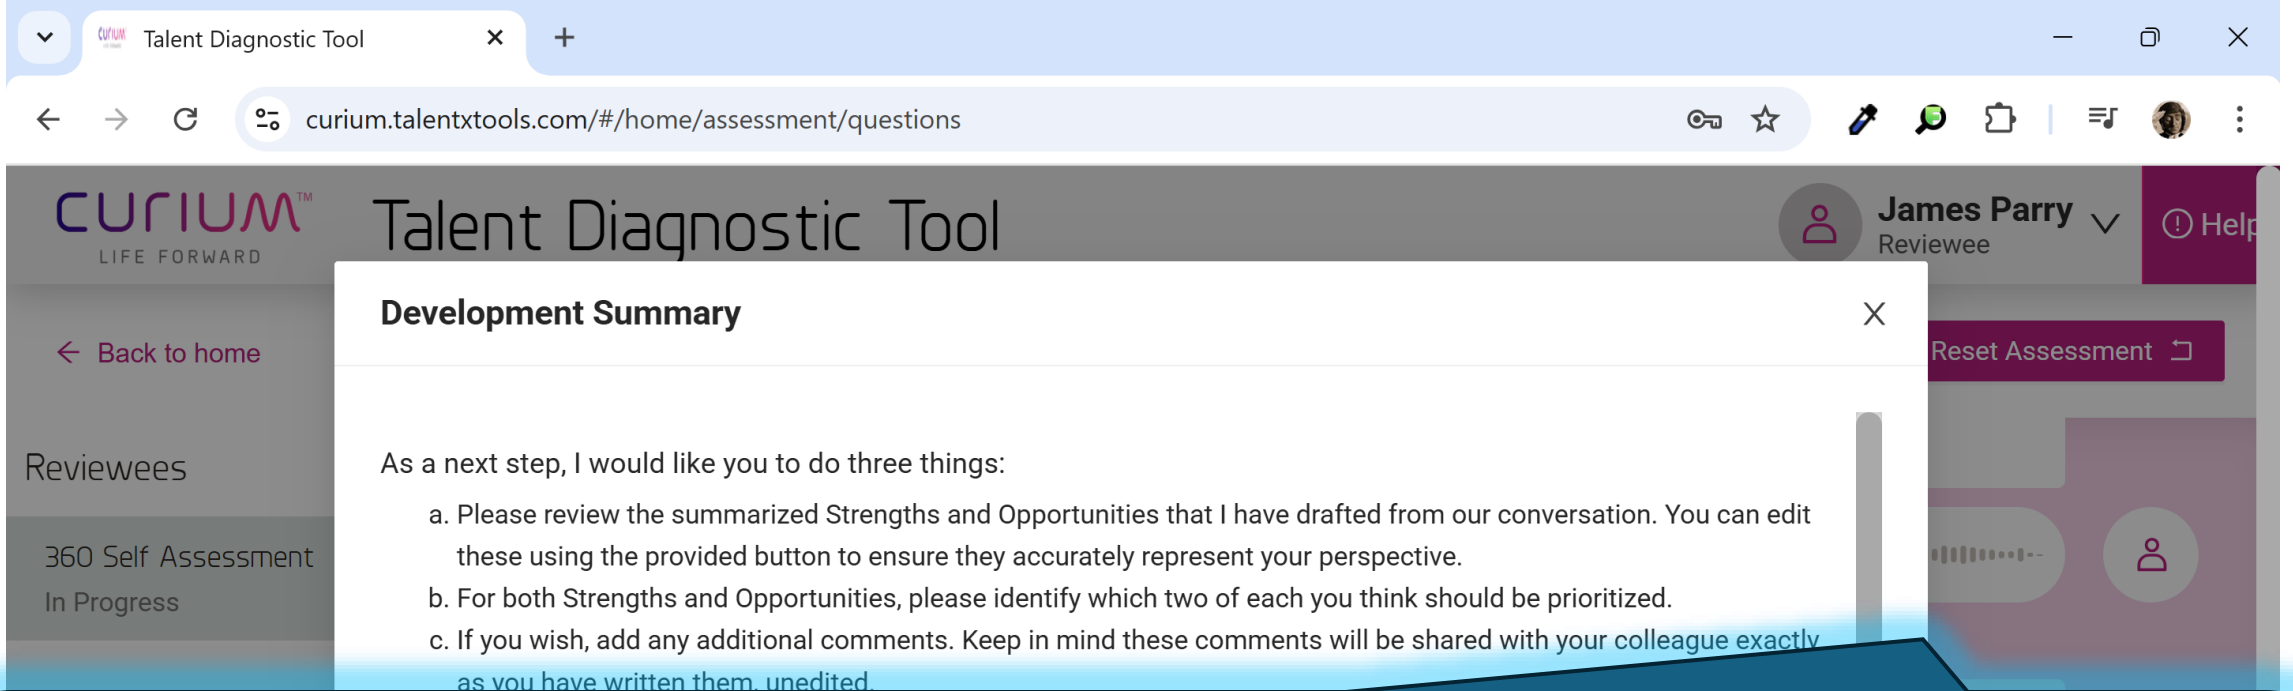 CURIUM
Talent Diagnostic Tool
curium.talentxtools.com/#/home/assessment/questions
CURIUM™
LIFE FORWARD
Talent Diagnostic Tool
James Parry
Reviewee
Help
Development Summary
Back to home
Reset Assessment
As a next step, I would like you to do three things:
Reviewees
a. Please review the summarized Strengths and Opportunities that I have drafted from our conversation. You can edit
these using the provided button to ensure they accurately represent your perspective.
360 Self Assessment
In Progress
b. For both Strengths and Opportunities, please identify which two of each you think should be prioritized.
c. If you wish, add any additional comments. Keep in mind these comments will be shared with your colleague exactly
as you have written them, unedited.